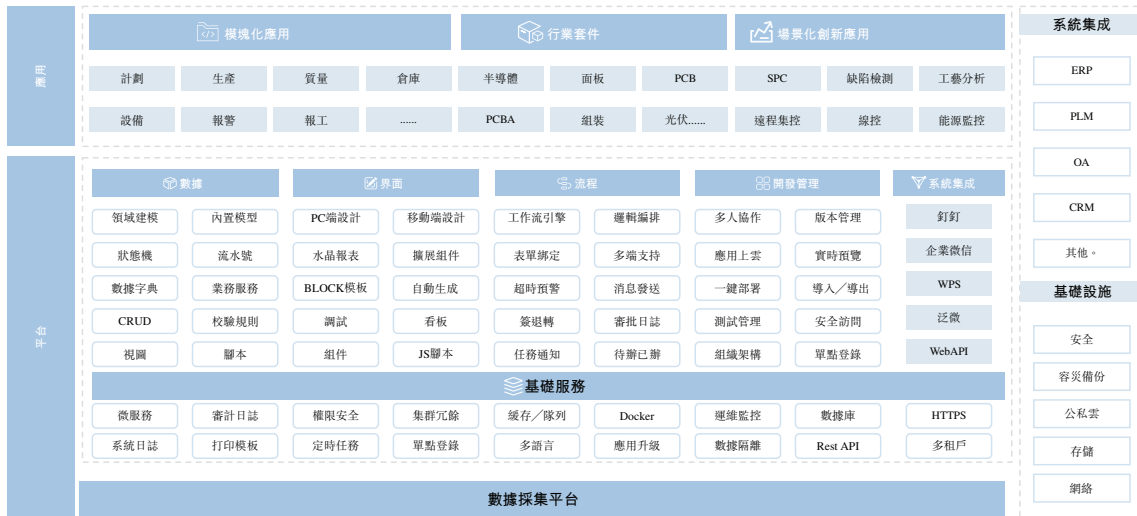 應用
模塊化應用
行業套件
場景化創新應用
計劃
生產
質量
倉庫
半導體
面板
PCB
SPC
缺陷檢測
工藝分析
設備
報警
報工
......
PCBA
組裝
光伏......
遠程集控
線控
能源監控
平台
數據
界面
流程
開發管理
系統集成
領域建模
內置模型
PC端設計
移動端設計
工作流引擎
邏輯編排
多人協作
版本管理
釘釘
狀態機
流水號
水晶報表
擴展組件
表單綁定
多端支持
應用上雲
實時預覽
企業微信
數據字典
業務服務
BLOCK模板
自動生成
超時預警
消息發送
一鍵部署
導入／導出
WPS
CRUD
校驗規則
調試
看板
簽退轉
審批日誌
測試管理
安全訪問
泛微
視圖
腳本
組件
JS腳本
任務通知
待辦已辦
組織架構
單點登錄
WebAPI
基礎服務
微服務
審計日誌
權限安全
集群冗餘
緩存／隊列
Docker
運維監控
數據庫
HTTPS
系統日誌
打印模板
定時任務
單點登錄
多語言
應用升級
數據隔離
Rest API
多租戶
數據採集平台
系統集成
ERP
PLM
OA
CRM
其他。
基礎設施
安全
容災備份
公私雲
存儲
網絡